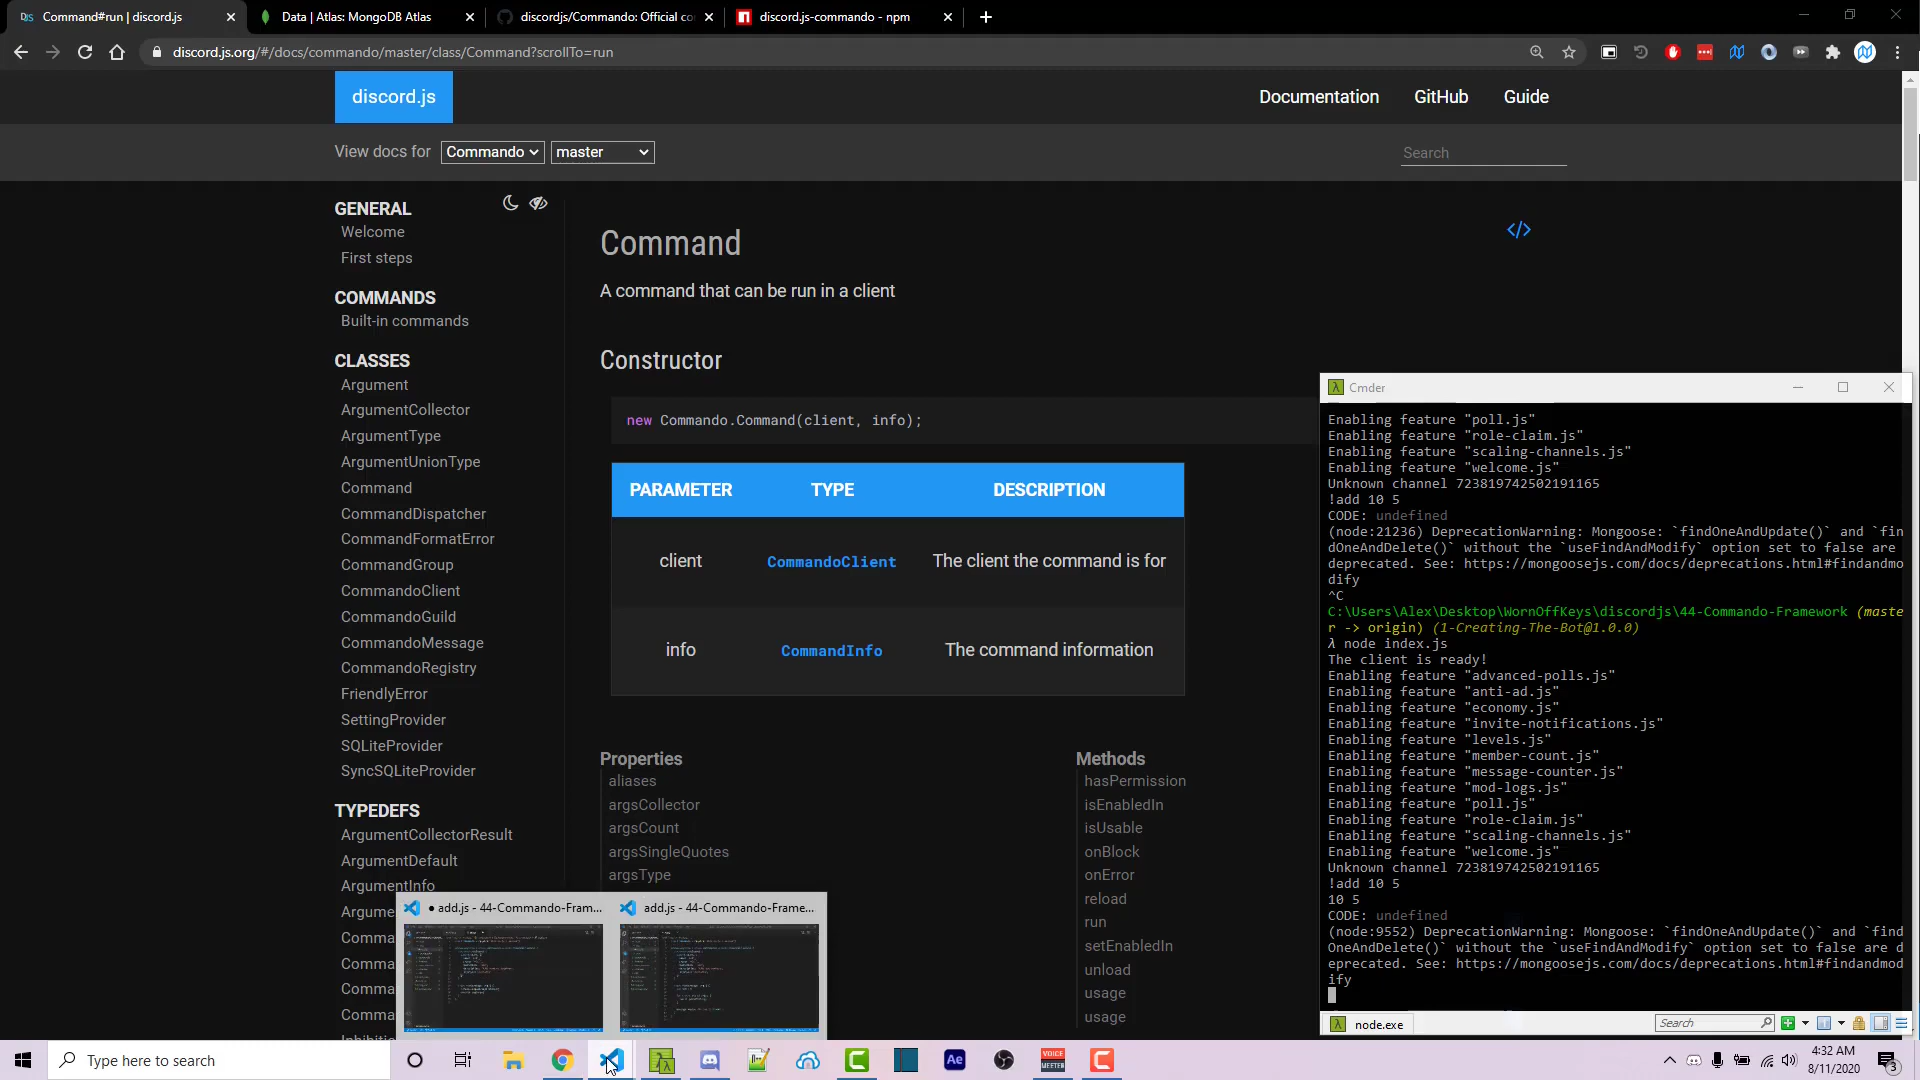 Command#run | discord.js
Data | Atlas: MongoDB Atlas
discordjs/Commando: Official co
discord.js-commando - npm
discord.js.org/#/docs/commando/master/class/Command?scrollTo=run
discord.js
Documentation
GitHub
Guide
View docs for
Commando
master
Search
GENERAL
Welcome
First steps
COMMANDS
Built-in commands
CLASSES
Argument
ArgumentCollector
ArgumentType
ArgumentUnionType
Command
CommandDispatcher
CommandFormatError
CommandGroup
CommandoClient
CommandoGuild
CommandoMessage
CommandoRegistry
FriendlyError
SettingProvider
SQLiteProvider
SyncSQLiteProvider
TYPEDEFS
ArgumentCollectorResult
ArgumentDefault
ArgumentInfo
Argume
Comma
Comma
Comma
Comma
Command
A command that can be run in a client
Constructor
new Commando.Command(client, info);
PARAMETER TYPE DESCRIPTION
client CommandoClient The client the command is for
info CommandInfo The command information
Properties
aliases
argsCollector
argsCount
argsSingleQuotes
argsType
Methods
hasPermission
isEnabledIn
isUsable
onBlock
onError
reload
run
setEnabledIn
unload
usage
usage
Cmder
Enabling feature "poll.js"
Enabling feature "role-claim.js"
Enabling feature "scaling-channels.js"
Enabling feature "welcome.js"
Unknown channel 723819742502191165
!add 10 5
CODE: undefined
(node:21236) DeprecationWarning: Mongoose: `findOneAndUpdate()` and `fin
dOneAndDelete()` without the `useFindAndModify` option set to false are
deprecated. See: https://mongoosejs.com/docs/deprecations.html#findandmo
dify
^C
C:\Users\Alex\Desktop\WornOffKeys\discordjs\44-Commando-Framework (maste
r -> origin) (1-Creating-The-Bot@1.0.0)
λ node index.js
The client is ready!
Enabling feature "advanced-polls.js"
Enabling feature "anti-ad.js"
Enabling feature "economy.js"
Enabling feature "invite-notifications.js"
Enabling feature "levels.js"
Enabling feature "member-count.js"
Enabling feature "message-counter.js"
Enabling feature "mod-logs.js"
Enabling feature "poll.js"
Enabling feature "role-claim.js"
Enabling feature "scaling-channels.js"
Enabling feature "welcome.js"
Unknown channel 723819742502191165
!add 10 5
10 5
CODE: undefined
(node:9552) DeprecationWarning: Mongoose: `findOneAndUpdate()` and `find
OneAndDelete()` without the `useFindAndModify` option set to false are d
eprecated. See: https://mongoosejs.com/docs/deprecations.html#findandmod
ify
node.exe
Search
● add.js - 44-Commando-Fram...
add.js - 44-Commando-Frame...
Type here to search
Ae
VOICE
MEETER
4:32 AM
8/11/2020
3